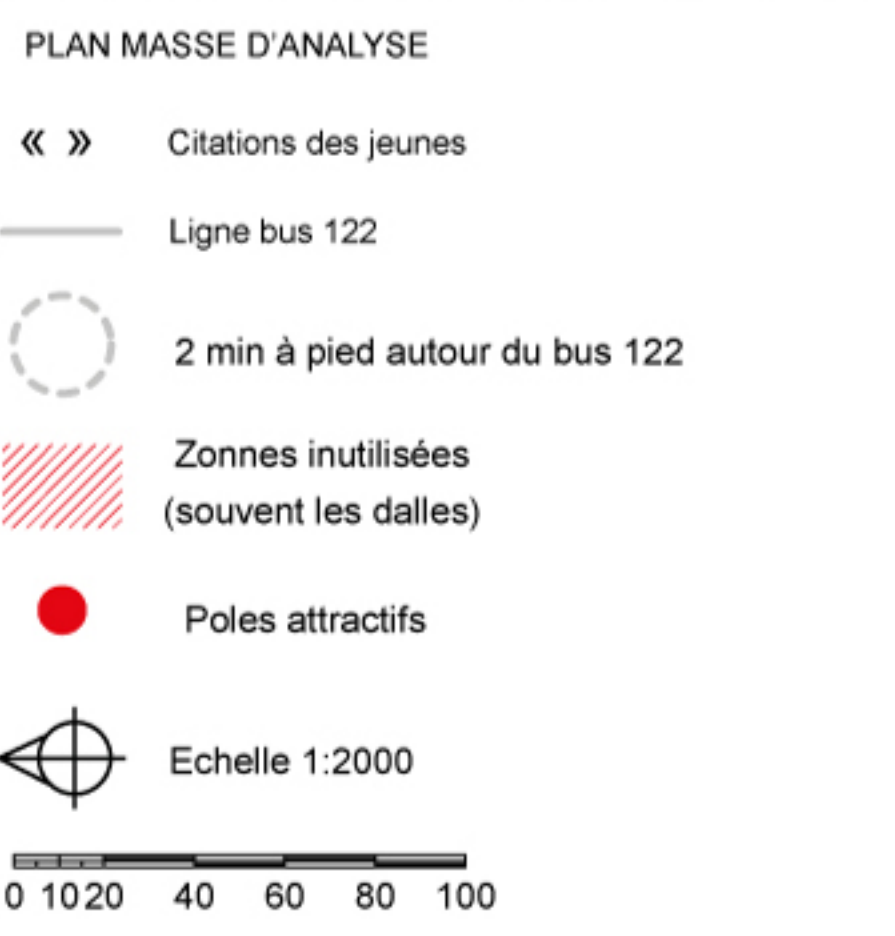 PLAN MASSE D'ANALYSE
« » Citations des jeunes
Ligne bus 122
2 min à pied autour du bus 122
Zonnes inutilisées
(souvent les dalles)
Poles attractifs
Echelle 1:2000
0 10 20 40 60 80 100